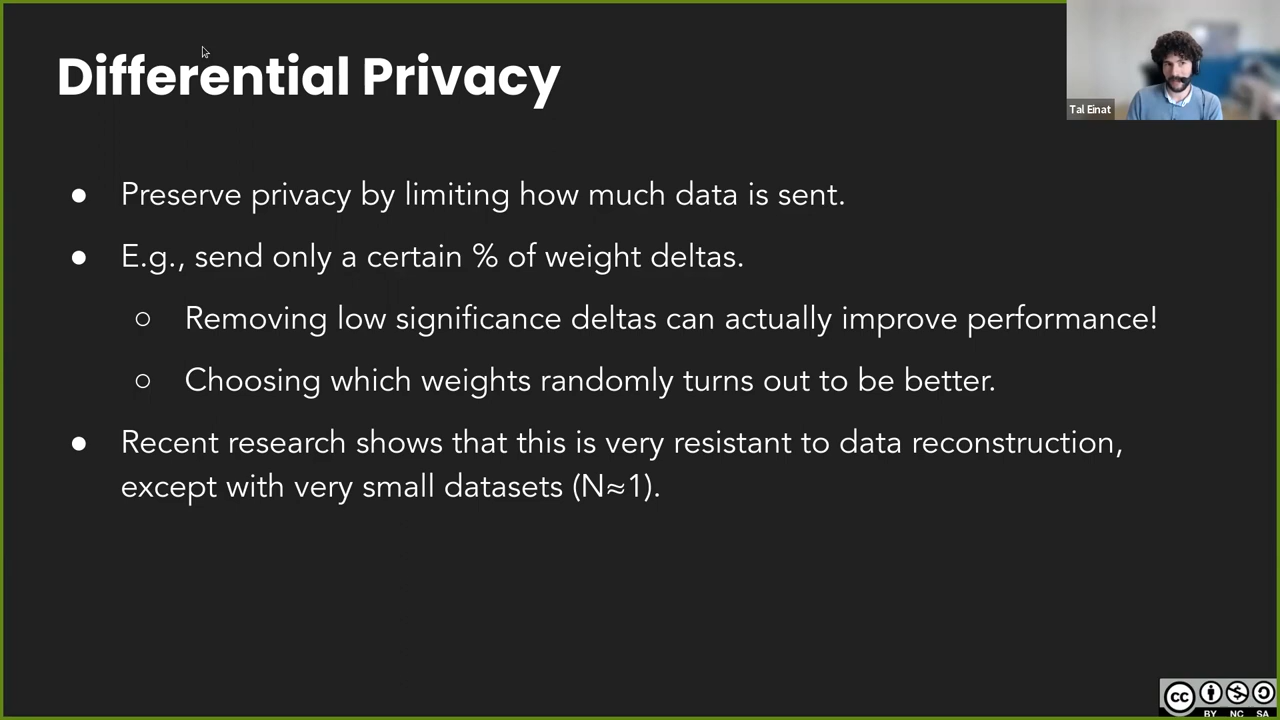 Differential Privacy
Tal Einat
● Preserve privacy by limiting how much data is sent.
● E.g., send only a certain % of weight deltas.
○ Removing low significance deltas can actually improve performance!
○ Choosing which weights randomly turns out to be better.
● Recent research shows that this is very resistant to data reconstruction,
except with very small datasets (N≈1).
cc
BY NC SA